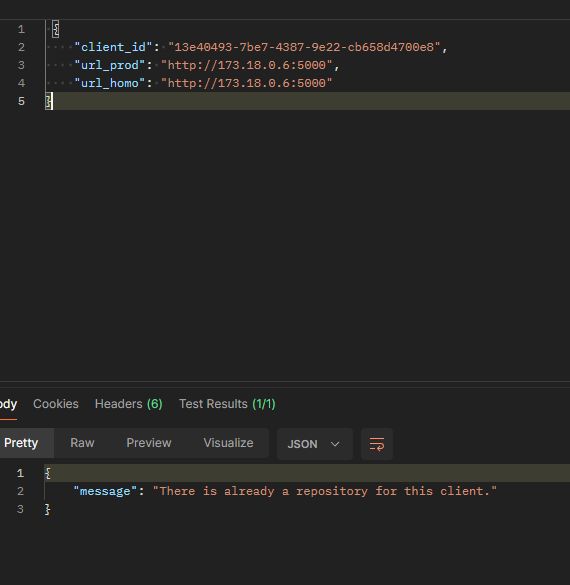 1 {
2 "client_id": "13e40493-7be7-4387-9e22-cb658d4700e8",
3 "url_prod": "http://173.18.0.6:5000",
4 "url_homo": "http://173.18.0.6:5000"
5 }
ody Cookies Headers (6) Test Results (1/1)
Pretty Raw Preview Visualize JSON
1 {
2 "message": "There is already a repository for this client."
3 }